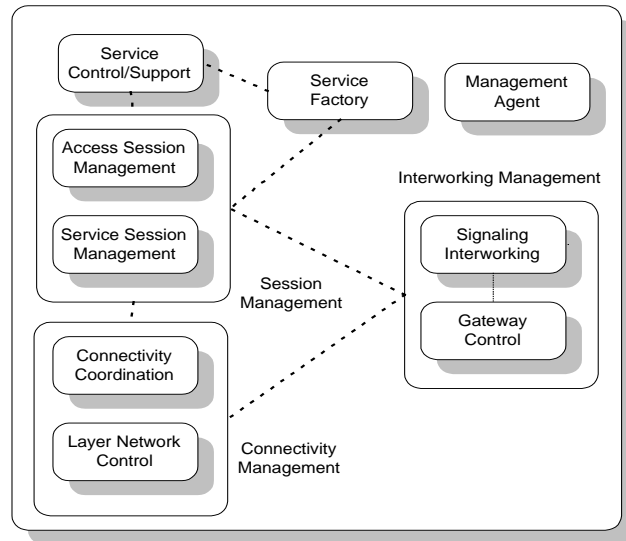 Service
Control/Support
Service
Factory
Management
Agent
Access Session
Management
Interworking Management
Service Session
Management
Signaling
Interworking
Session
Management
Gateway
Control
Connectivity
Coordination
Layer Network
Control
Connectivity
Management